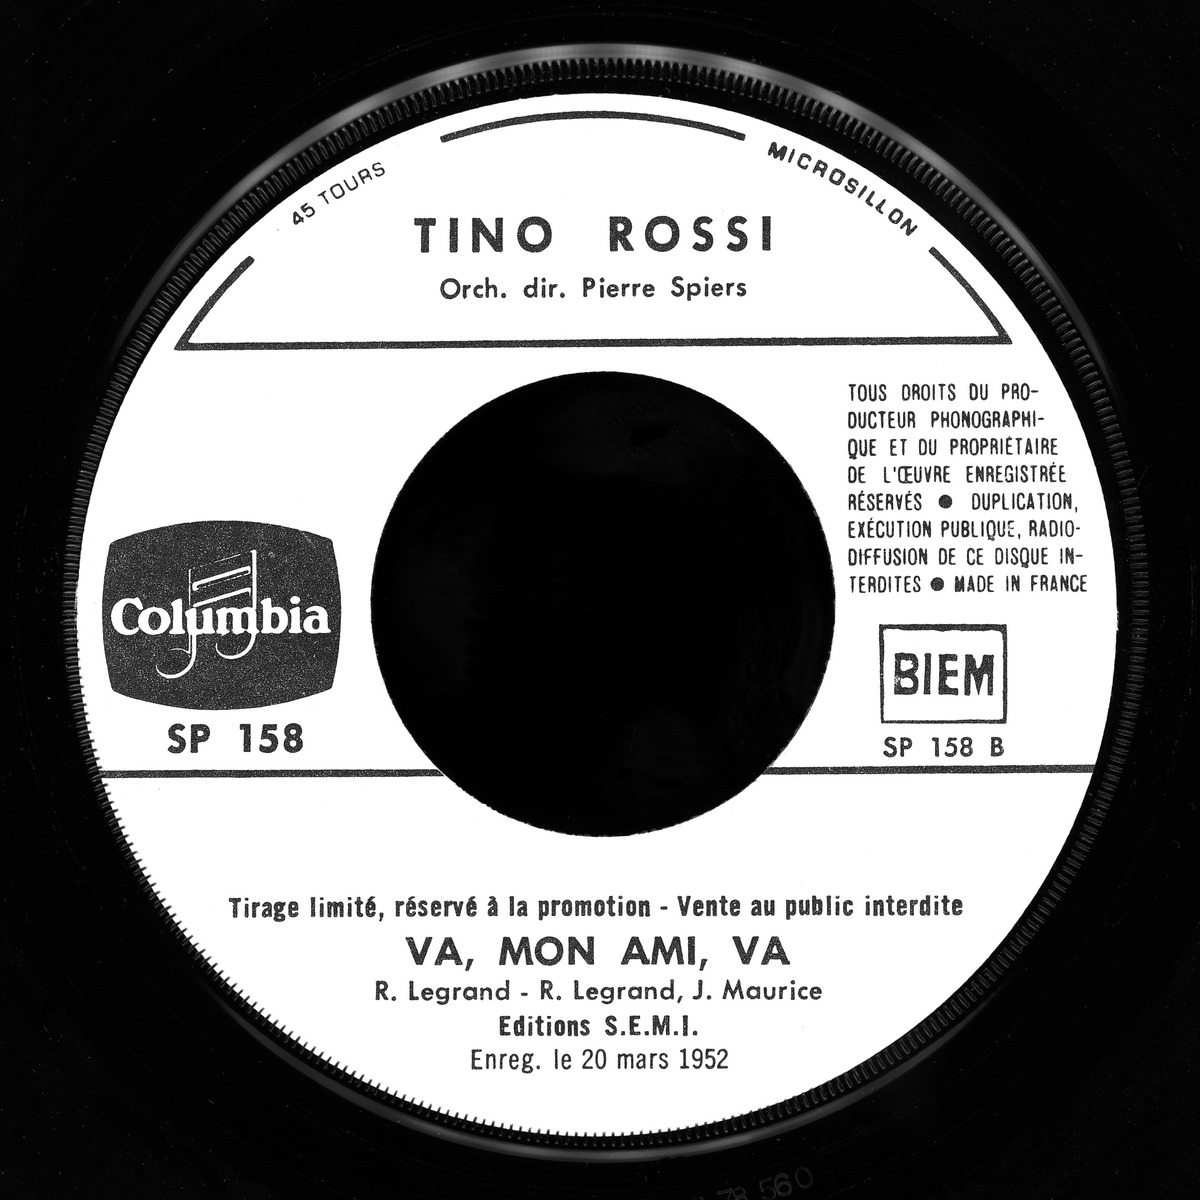 45 TOURS
MICROSILLON
TINO ROSSI
Orch. dir. Pierre Spiers
TOUS DROITS DU PRO-
DUCTEUR PHONOGRAPHI-
QUE ET DU PROPRIÉTAIRE
DE L'ŒUVRE ENREGISTRÉE
RÉSERVÉS ● DUPLICATION,
EXÉCUTION PUBLIQUE, RADIO-
DIFFUSION DE CE DISQUE IN-
TERDITES ● MADE IN FRANCE
Columbia
SP 158
BIEM
SP 158 B
Tirage limité, réservé à la promotion - Vente au public interdite
VA, MON AMI, VA
R. Legrand - R. Legrand, J. Maurice
Editions S.E.M.I.
Enreg. le 20 mars 1952